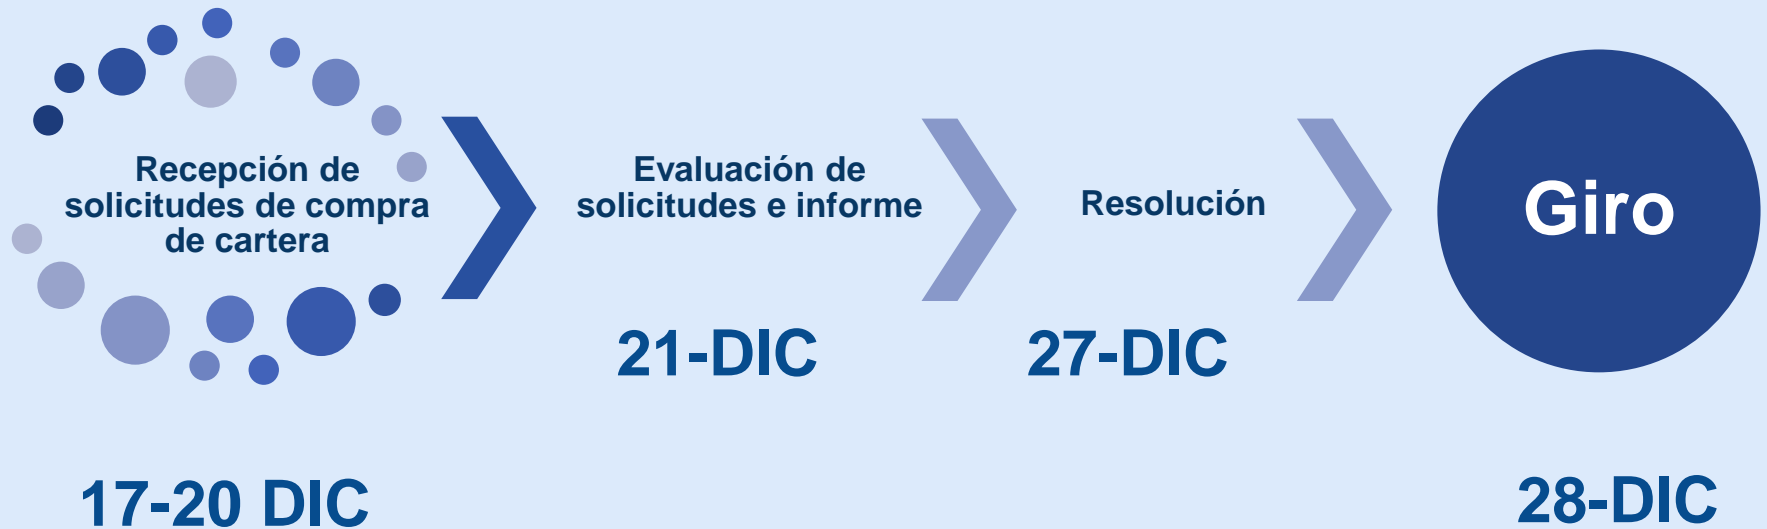 Recepción de
solicitudes de compra
de cartera
Evaluación de
solicitudes e informe
Resolución
Giro
21-DIC
27-DIC
17-20 DIC
28-DIC